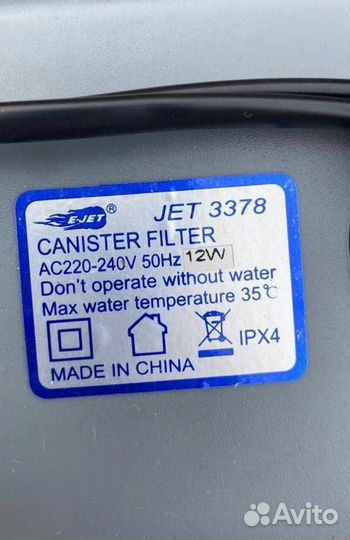 E-JET® JET 3378
CANISTER FILTER
AC220-240V 50Hz 12W
Don't operate without water
Max water temperature 35℃
IPX4
MADE IN CHINA
Avito